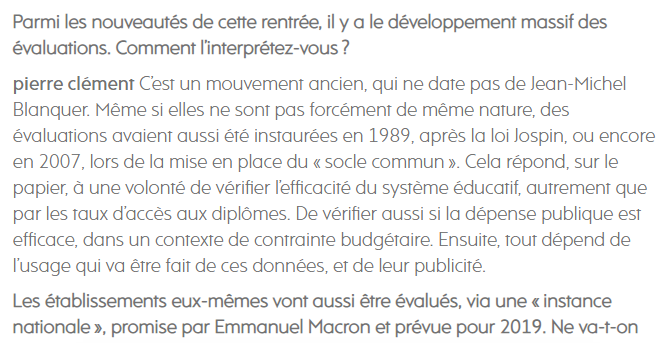 Parmi les nouveautés de cette rentrée, il y a le développement massif des
évaluations. Comment l'interprétez-vous ?
pierre clément C'est un mouvement ancien, qui ne date pas de Jean-Michel
Blanquer. Même si elles ne sont pas forcément de même nature, des
évaluations avaient aussi été instaurées en 1989, après la loi Jospin, ou encore
en 2007, lors de la mise en place du « socle commun ». Cela répond, sur le
papier, à une volonté de vérifier l'efficacité du système éducatif, autrement que
par les taux d'accès aux diplômes. De vérifier aussi si la dépense publique est
efficace, dans un contexte de contrainte budgétaire. Ensuite, tout dépend de
l'usage qui va être fait de ces données, et de leur publicité.
Les établissements eux-mêmes vont aussi être évalués, via une « instance
nationale », promise par Emmanuel Macron et prévue pour 2019. Ne va-t-on